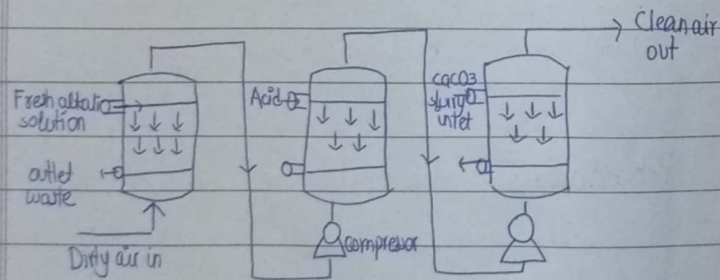 Clean air
out
Fresh alkali
solution
Acid
CaCO3
slurry
inlet
outlet
waste
Dirty air in
compressor